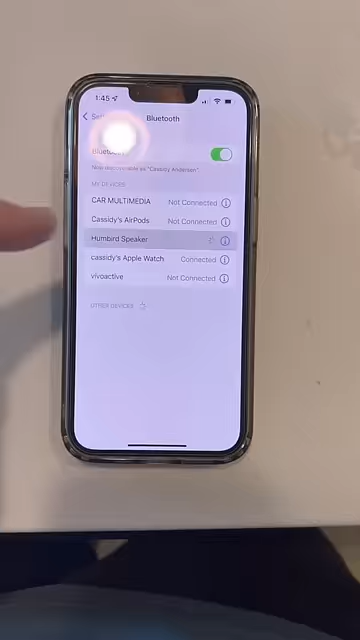 1:45
Bluetooth
Bluetooth
Now discoverable as "Cassidy Andersen".
MY DEVICES
CAR MULTIMEDIA Not Connected
Cassidy's AirPods Not Connected
Humbird Speaker
cassidy's Apple Watch Connected
vivoactive Not Connected
OTHER DEVICES